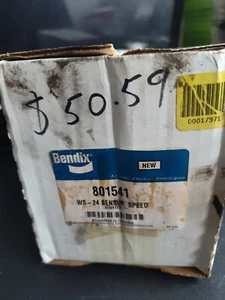 $50.59
00017971
Bendix
NEW
801541
WS-24 SENSOR, SPEED